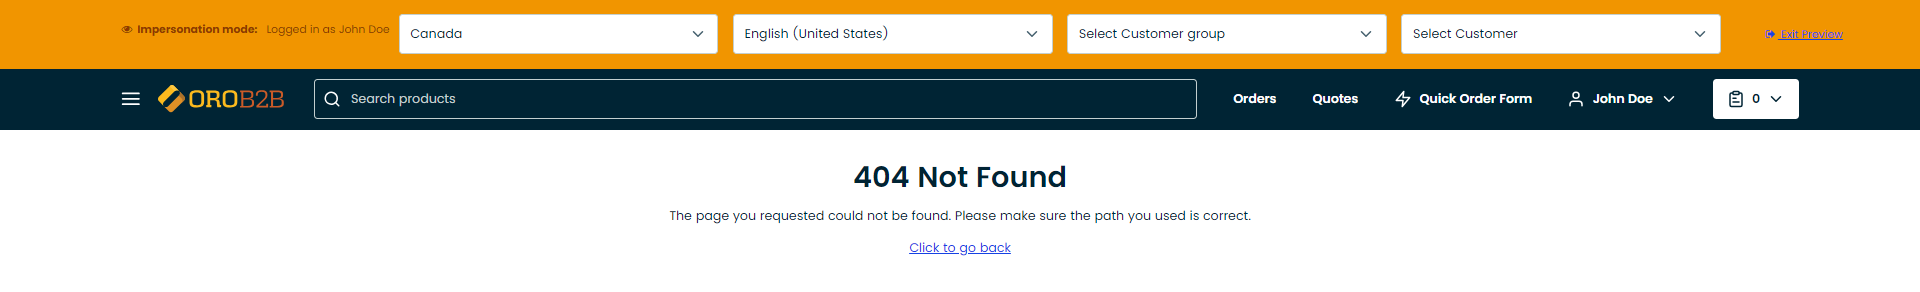 Impersonation mode: Logged in as John Doe Canada English (United States) Select Customer group Select Customer Exit Preview
OROB2B Search products Orders Quotes Quick Order Form John Doe 0
404 Not Found
The page you requested could not be found. Please make sure the path you used is correct.
Click to go back